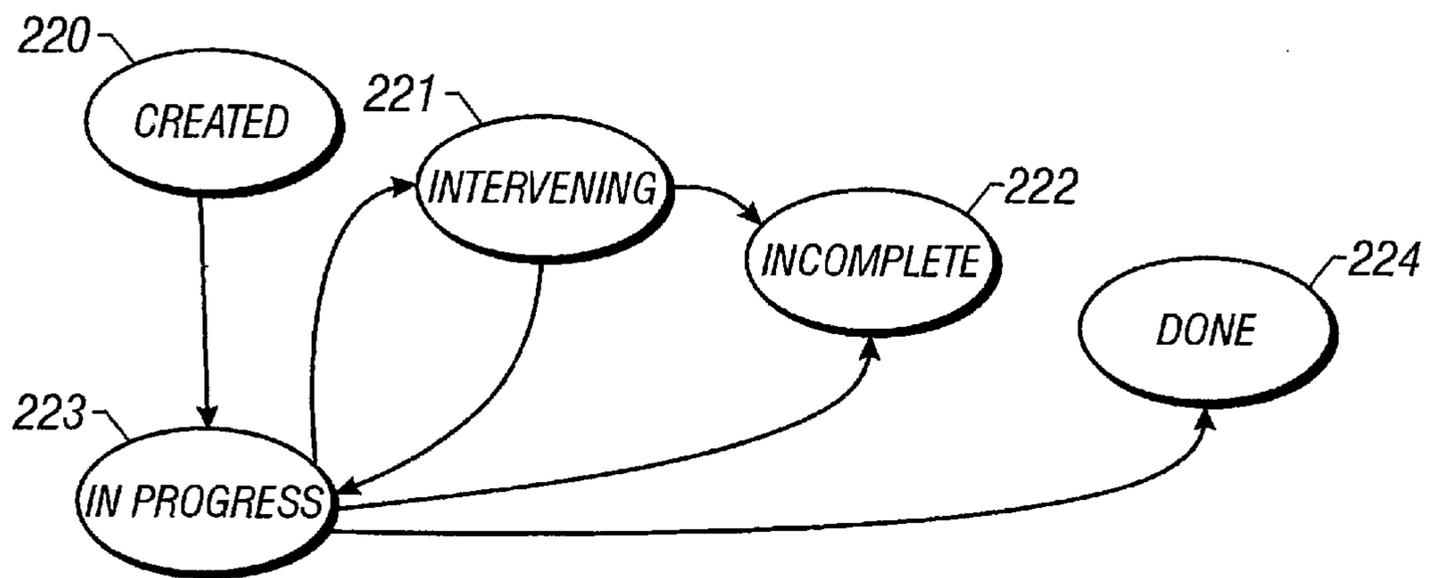 220
CREATED
221
INTERVENING
222
INCOMPLETE
224
DONE
223
IN PROGRESS